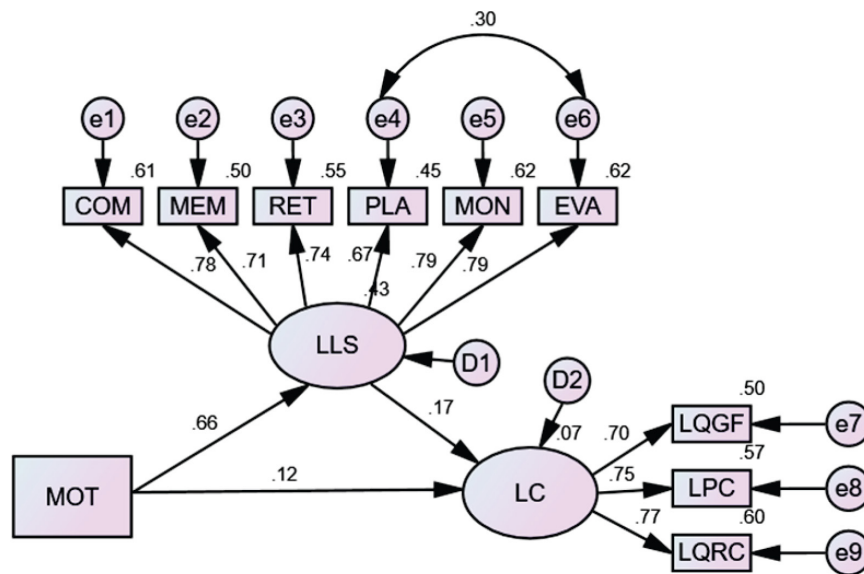 .30
e1 e2 e3 e4 e5 e6
.61 .50 .55 .45 .62 .62
COM MEM RET PLA MON EVA
.78 .71 .74 .67 .79 .79
.43
LLS
D1
D2
.66
.17
.07
.70
.50
LQGF
e7
MOT
.12
LC
.75
.57
LPC
e8
.77
.60
LQRC
e9